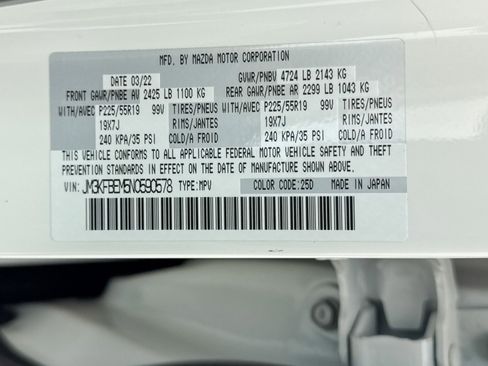 MFD. BY MAZDA MOTOR CORPORATION
DATE 03/22 GVWR/PNBV 4724 LB 2143 KG
FRONT GAWR/PNBE AV 2425 LB 1100 KG REAR GAWR/PNBE AR 2299 LB 1043 KG
WITH/AVEC P225/55R19 99V TIRES/PNEUS WITH/AVEC P225/55R19 99V TIRES/PNEUS
19X7J RIMS/JANTES 19X7J RIMS/JANTES
240 KPA/35 PSI COLD/A FROID 240 KPA/35 PSI COLD/A FROID
THIS VEHICLE CONFORMS TO ALL APPLICABLE FEDERAL MOTOR VEHICLE SAFETY AND THEFT
PREVENTION STANDARDS IN EFFECT ON THE DATE OF MANUFACTURE SHOWN ABOVE.
VIN: JM3KFBEM5N0590578 TYPE:MPV COLOR CODE:25D MADE IN JAPAN